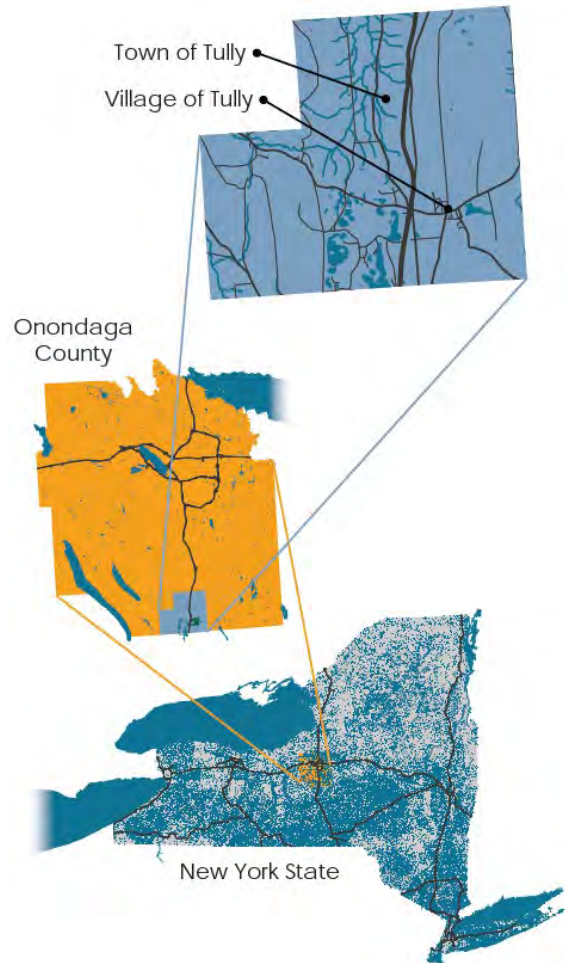 Town of Tully
Village of Tully
Onondaga
County
New York State